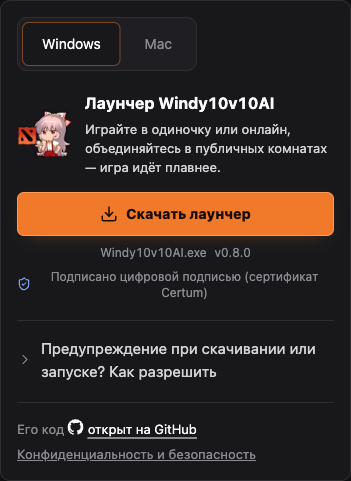 Windows
Mac
Лаунчер Windy10v10AI
Играйте в одиночку или онлайн,
объединяйтесь в публичных комнатах
— игра идёт плавнее.
Скачать лаунчер
Windy10v10AI.exe v0.8.0
Подписано цифровой подписью (сертификат
Certum)
Предупреждение при скачивании или
запуске? Как разрешить
Его код открыт на GitHub
Конфиденциальность и безопасность